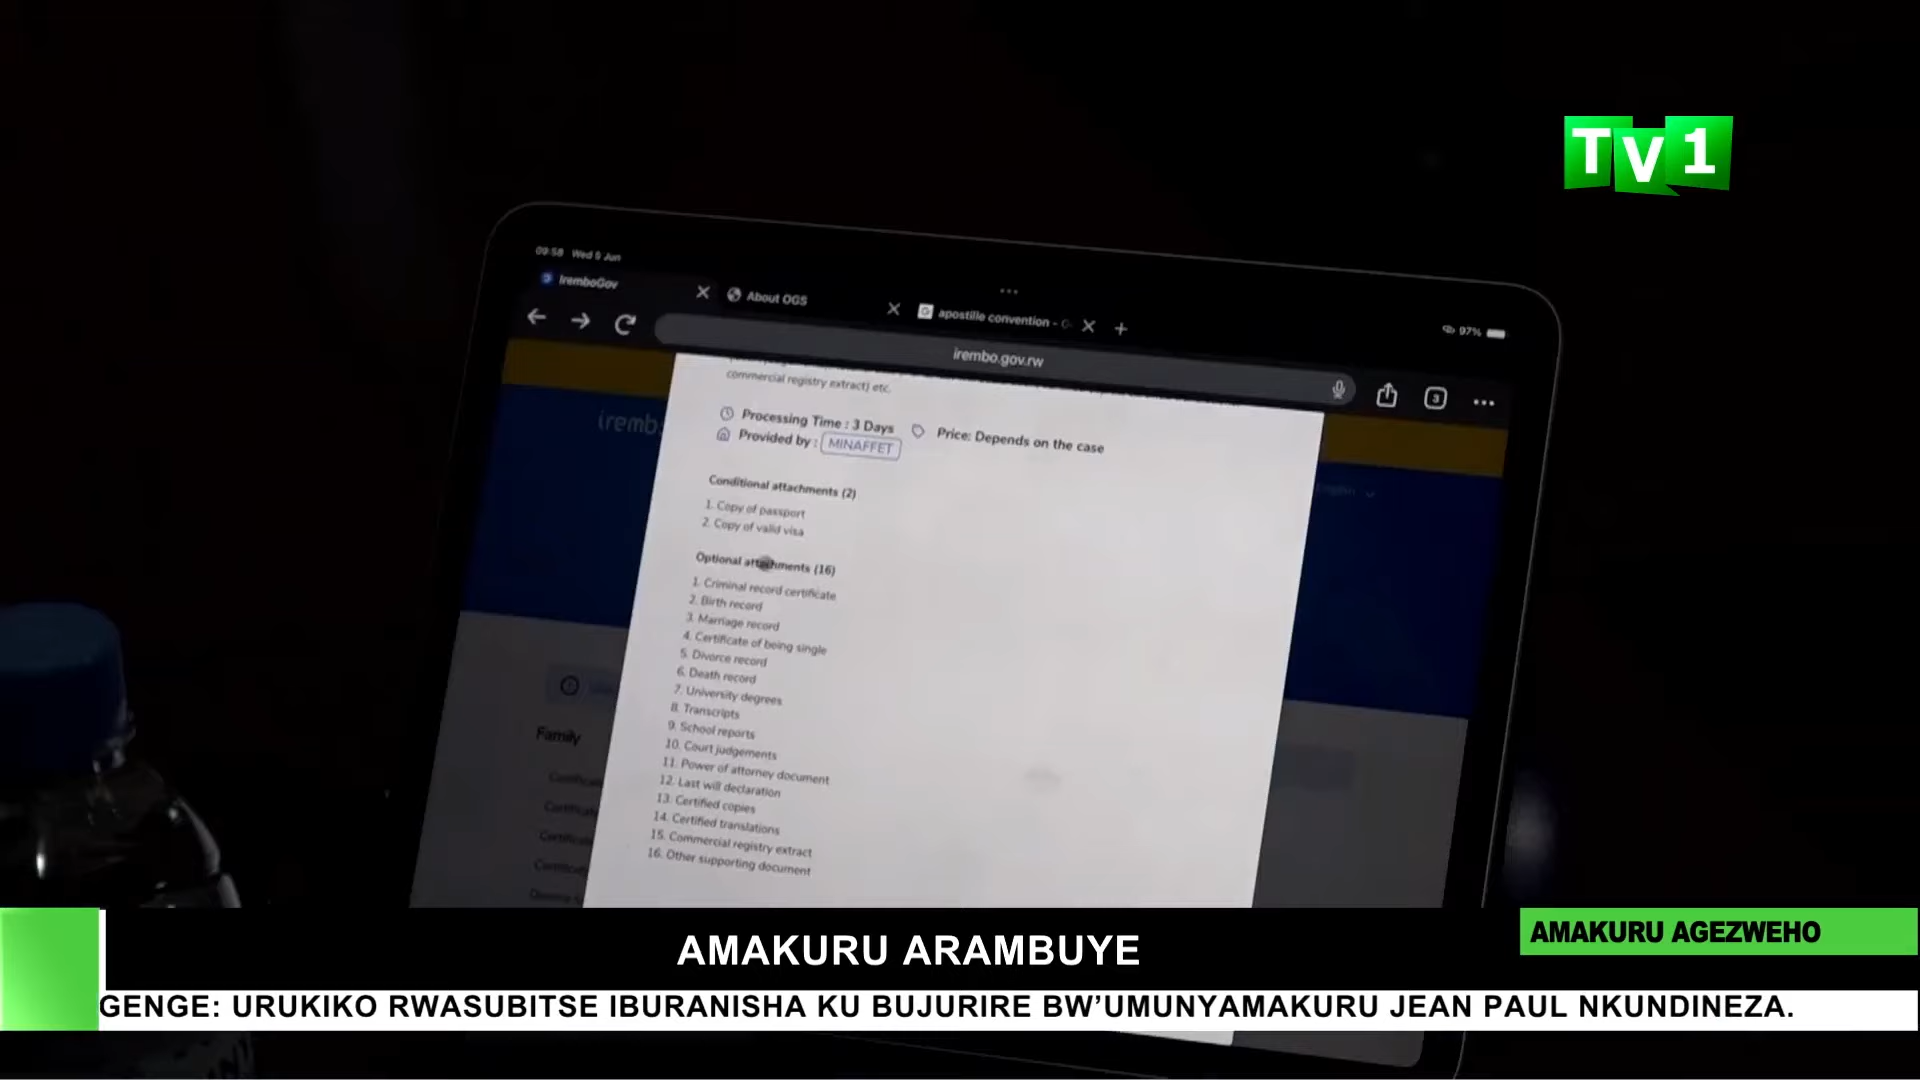 TV1
09:58 Wed 5 Jun
IremboGov
About OGS
apostille convention - G
97%
irembo.gov.rw
3
commercial registry extract) etc.
Processing Time : 3 Days
Price: Depends on the case
Provided by : MINAFFET
Conditional attachments (2)
1. Copy of passport
2. Copy of valid visa
Optional attachments (16)
1. Criminal record certificate
2. Birth record
3. Marriage record
4. Certificate of being single
5. Divorce record
6. Death record
7. University degrees
8. Transcripts
9. School reports
10. Court judgements
11. Power of attorney document
12. Last will declaration
13. Certified copies
14. Certified translations
15. Commercial registry extract
16. Other supporting document
iremb
English
Family
AMAKURU ARAMBUYE
AMAKURU AGEZWEHO
GENGE: URUKIKO RWASUBITSE IBURANISHA KU BUJURIRE BW’UMUNYAMAKURU JEAN PAUL NKUNDINEZA.